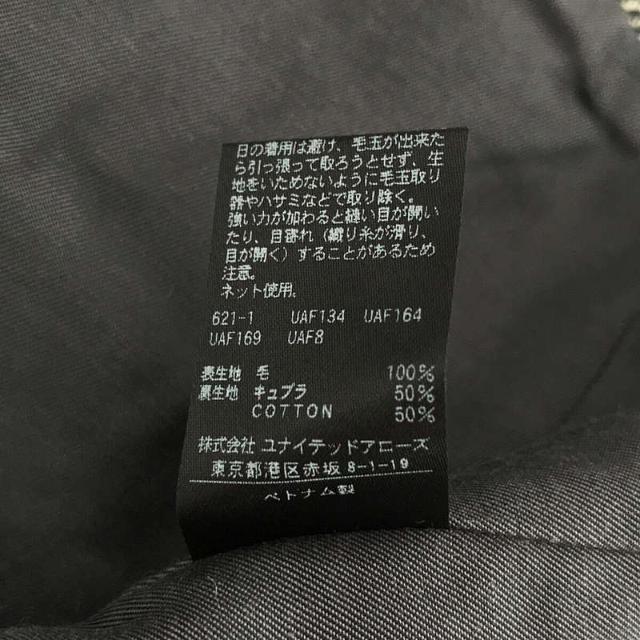 日の着用は避け、毛玉が出来た
ら引っ張って取ろうとせず、生
地をいためないように毛玉取り
器やハサミなどで取り除く。
強い力が加わると縫い目が開い
たり、目寄れ（織り糸が滑り、
目が開く）することがあるため
注意。
ネット使用。
621-1 UAF134 UAF164
UAF169 UAF8
表生地 毛 100%
裏生地 キュプラ 50%
COTTON 50%
株式会社 ユナイテッドアローズ
東京都港区赤坂 8-1-19
ベトナム製